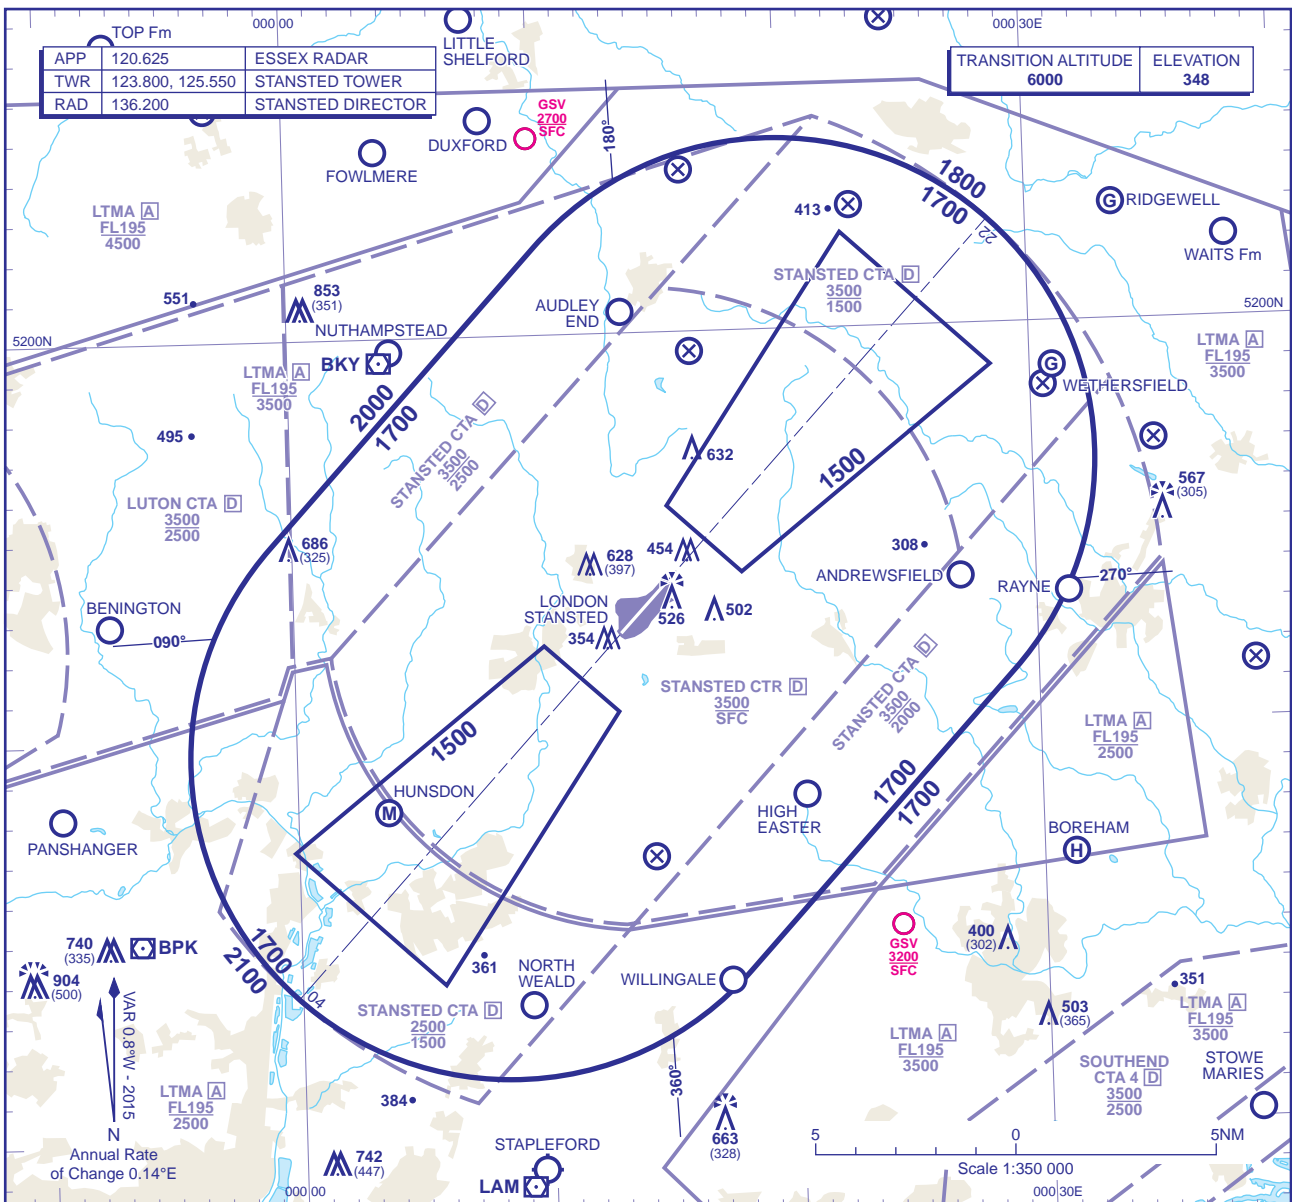 000 00
000 30E
TOP Fm
APP 120.625 ESSEX RADAR
TWR 123.800, 125.550 STANSTED TOWER
RAD 136.200 STANSTED DIRECTOR
LITTLE
SHELFORD
TRANSITION ALTITUDE
6000
ELEVATION
348
GSV
2700
SFC
DUXFORD
180°
FOWLMERE
1800
1700
G
RIDGEWELL
LTMA A
FL195
4500
413
22
WAITS Fm
STANSTED CTA D
3500
1500
551
853
(351)
AUDLEY
END
5200N
NUTHAMPSTEAD
5200N
BKY
LTMA A
FL195
3500
LTMA A
FL195
3500
G
WETHERSFIELD
2000
1700
STANSTED CTA D
3500
2500
495
632
1500
567
(305)
LUTON CTA D
3500
2500
686
(325)
628
(397)
454
308
ANDREWSFIELD
RAYNE
270°
BENINGTON
LONDON
STANSTED
526
502
354
090°
STANSTED CTR D
3500
SFC
STANSTED CTA D
3500
2000
LTMA A
FL195
2500
1500
HUNSDON
M
1700
1700
HIGH
EASTER
BOREHAM
H
PANSHANGER
GSV
3200
SFC
400
(302)
740
(335)
BPK
1700
2100
361
NORTH
WEALD
WILLINGALE
904
(500)
04
351
VAR 0.8°W - 2015
STANSTED CTA D
2500
1500
503
(365)
LTMA A
FL195
3500
LTMA A
FL195
3500
SOUTHEND
CTA 4 D
3500
2500
STOWE
MARIES
LTMA A
FL195
2500
384
360°
N
Annual Rate
of Change 0.14°E
663
(328)
5 0 5NM
Scale 1:350 000
742
(447)
STAPLEFORD
LAM
000 00
000 30E